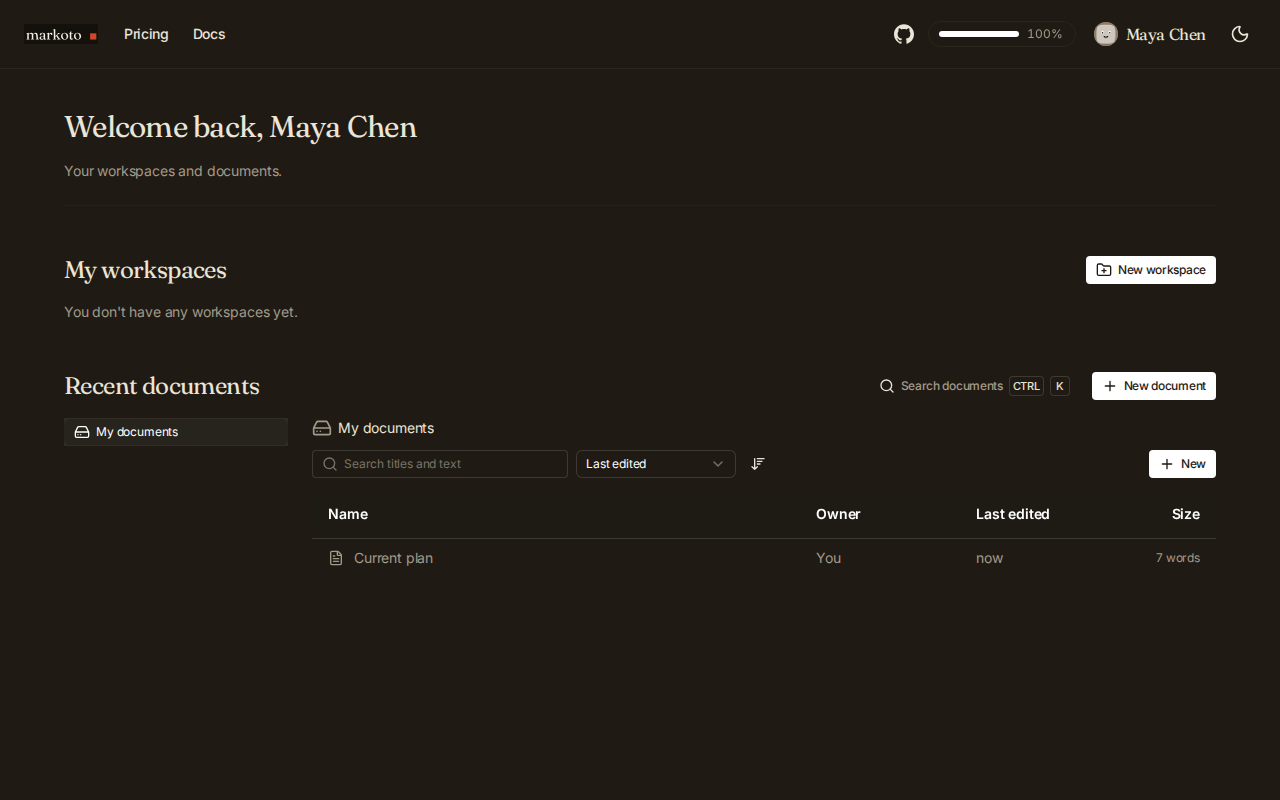 markoto
Pricing
Docs
100%
Maya Chen
Welcome back, Maya Chen
Your workspaces and documents.
My workspaces
New workspace
You don't have any workspaces yet.
Recent documents
Search documents CTRL K
New document
My documents
My documents
Search titles and text
Last edited
New
Name Owner Last edited Size
Current plan You now 7 words